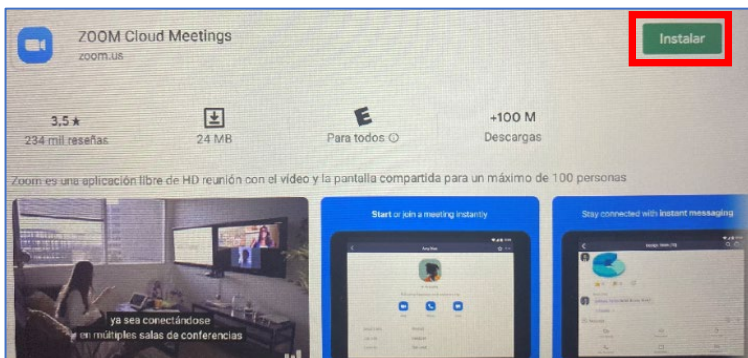 ZOOM Cloud Meetings
zoom.us
Instalar
3,5 ★
234 mil reseñas
24 MB
E
Para todos
+100 M
Descargas
Zoom es una aplicación libre de HD reunión con el vídeo y la pantalla compartida para un máximo de 100 personas
ya sea conectándose
en múltiples salas de conferencias
Start or join a meeting instantly
Stay connected with instant messaging